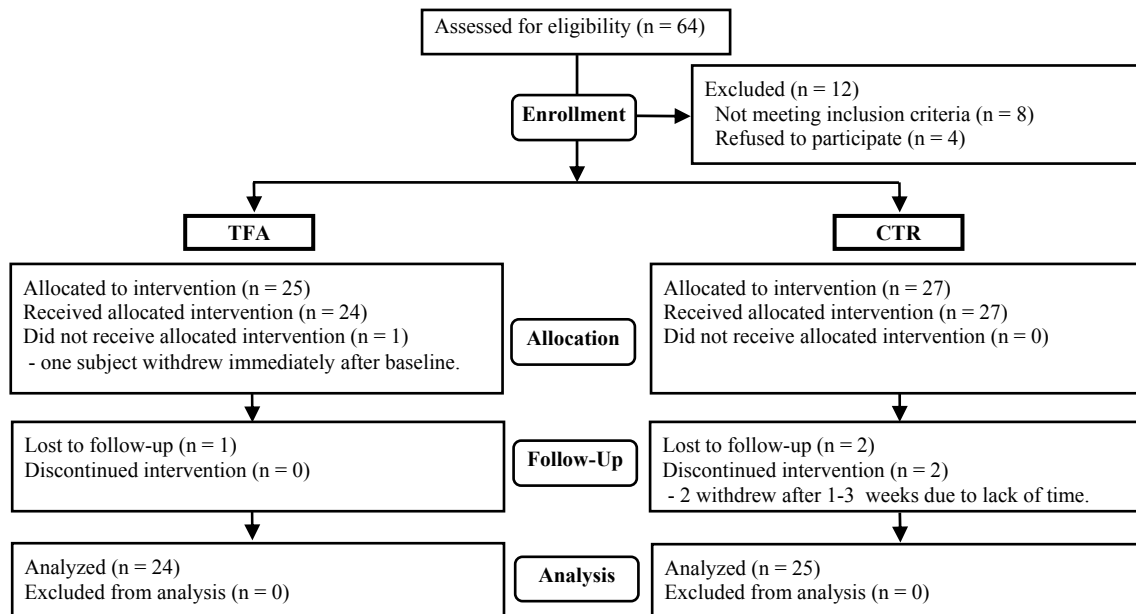 Assessed for eligibility (n = 64)
Excluded (n = 12)
Not meeting inclusion criteria (n = 8)
Refused to participate (n = 4)
Enrollment
TFA
CTR
Allocated to intervention (n = 25)
Received allocated intervention (n = 24)
Did not receive allocated intervention (n = 1)
- one subject withdrew immediately after baseline.
Allocation
Allocated to intervention (n = 27)
Received allocated intervention (n = 27)
Did not receive allocated intervention (n = 0)
Lost to follow-up (n = 1)
Discontinued intervention (n = 0)
Follow-Up
Lost to follow-up (n = 2)
Discontinued intervention (n = 2)
- 2 withdrew after 1-3 weeks due to lack of time.
Analyzed (n = 24)
Excluded from analysis (n = 0)
Analysis
Analyzed (n = 25)
Excluded from analysis (n = 0)